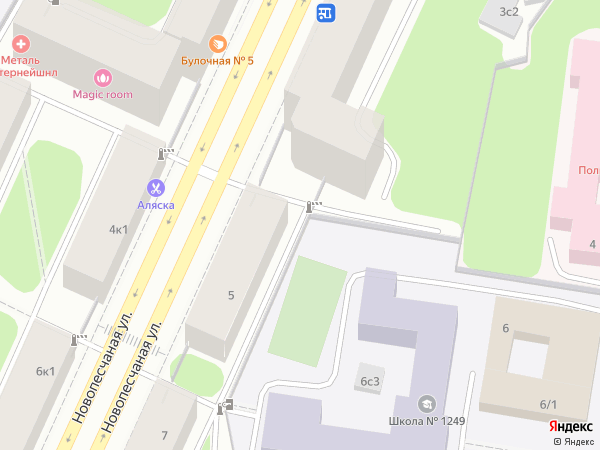 3с2
Металь
тернейшнл
Булочная № 5
Magic room
Пол
Аляска
4к1
4
5
Новопесчаная ул.
Новопесчаная ул.
6
6к1
6с3
6/1
Школа № 1249
7
Яндекс
© Яндекс